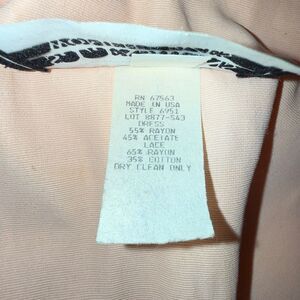 RN 67563
MADE IN USA
STYLE 6951
LOT 8877-543
DRESS
55% RAYON
45% ACETATE
LACE
65% RAYON
35% COTTON
DRY CLEAN ONLY